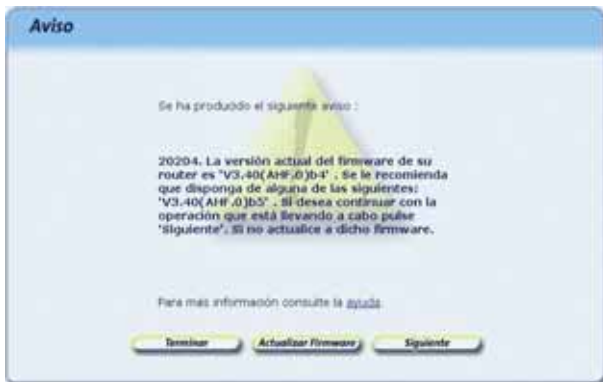 Aviso
Se ha producido el siguiente aviso :
20204. La versión actual del firmware de su
router es 'V3.40(AHF.0)b4' . Se le recomienda
que disponga de alguna de las siguientes:
'V3.40(AHF.0)b5' . Si desea continuar con la
operación que está llevando a cabo pulse
'Siguiente'. Si no actualice a dicho firmware.
Para más información consulte la ayuda.
Terminar Actualizar Firmware Siguiente